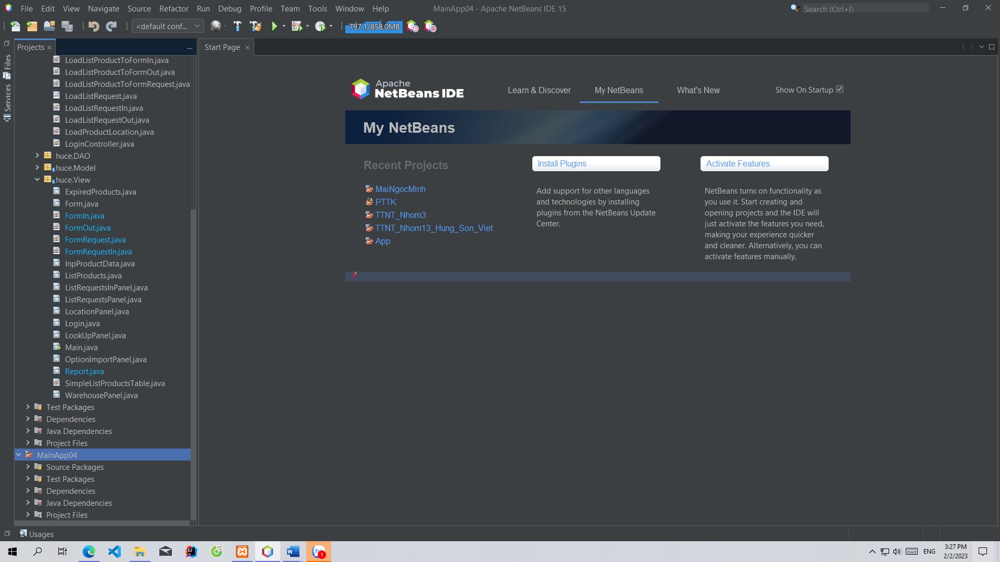 File Edit View Navigate Source Refactor Run Debug Profile Team Tools Window Help
MainApp04 - Apache NetBeans IDE 15
Search (Ctrl+I)
<default conf...
797.1/858.0MB
Files
Services
Projects
LoadListProductToFormIn.java
LoadListProductToFormOut.java
LoadListProductToFormRequest.java
LoadListRequest.java
LoadListRequestIn.java
LoadListRequestOut.java
LoadProductLocation.java
LoginController.java
huce.DAO
huce.Model
huce.View
ExpiredProducts.java
Form.java
FormIn.java
FormOut.java
FormRequest.java
FormRequestIn.java
InpProductData.java
ListProducts.java
ListRequestsInPanel.java
ListRequestsPanel.java
LocationPanel.java
Login.java
LookUpPanel.java
Main.java
OptionImportPanel.java
Report.java
SimpleListProductsTable.java
WarehousePanel.java
Test Packages
Dependencies
Java Dependencies
Project Files
MainApp04
Source Packages
Test Packages
Dependencies
Java Dependencies
Project Files
Start Page
Apache
NetBeans IDE
Learn & Discover
My NetBeans
What's New
Show On Startup
My NetBeans
Recent Projects
MaiNgocMinh
PTTK
TTNT_Nhom3
TTNT_Nhom13_Hung_Son_Viet
App
Install Plugins
Add support for other languages
and technologies by installing
plugins from the NetBeans Update
Center.
Activate Features
NetBeans turns on functionality as
you use it. Start creating and
opening projects and the IDE will
just activate the features you need,
making your experience quicker
and cleaner. Alternatively, you can
activate features manually.
Usages
ENG
3:27 PM
2/2/2023